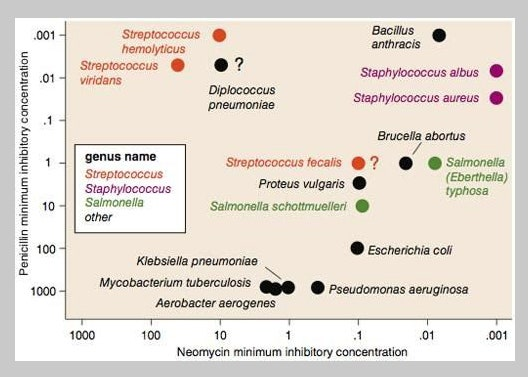 .001
.01
.1
1
10
100
1000
Penicillin minimum inhibitory concentration
Streptococcus
hemolyticus
Streptococcus
viridans
?
Diplococcus
pneumoniae
Bacillus
anthracis
Staphylococcus albus
Staphylococcus aureus
Brucella abortus
Streptococcus fecalis
?
Salmonella
(Eberthella)
typhosa
Proteus vulgaris
Salmonella schottmuelleri
genus name
Streptococcus
Staphylococcus
Salmonella
other
Escherichia coli
Klebsiella pneumoniae
Mycobacterium tuberculosis
Aerobacter aerogenes
Pseudomonas aeruginosa
1000 100 10 1 .1 .01 .001
Neomycin minimum inhibitory concentration